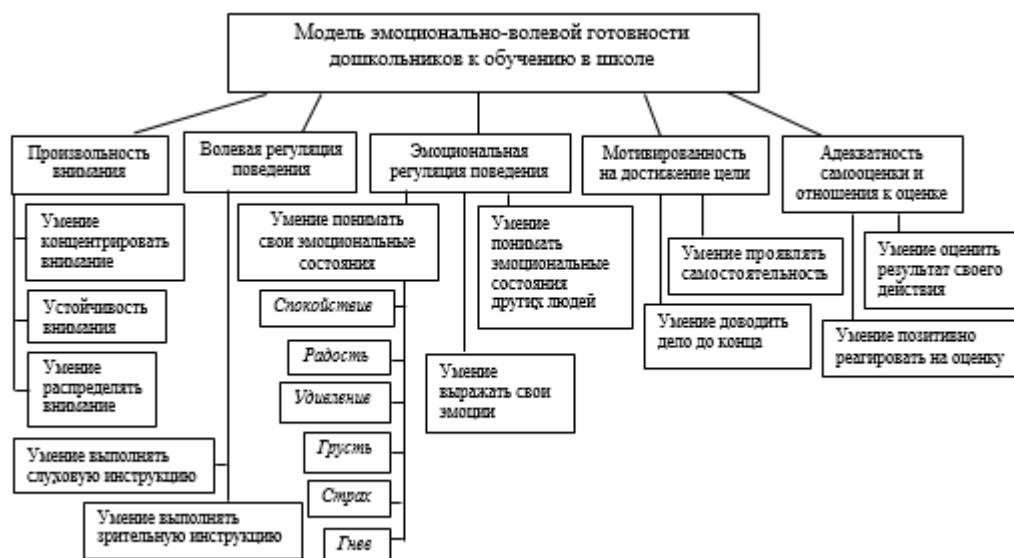 Модель эмоционально-волевой готовности
дошкольников к обучению в школе
Произвольность
внимания
Волевая регуляция
поведения
Эмоциональная
регуляция поведения
Мотивированность
на достижение цели
Адекватность
самооценки и
отношения к оценке
Умение
концентрировать
внимание
Устойчивость
внимания
Умение
распределять
внимание
Умение выполнять
слуховую инструкцию
Умение выполнять
зрительную инструкцию
Умение понимать
свои эмоциональные
состояния
Спокойствие
Радость
Удивление
Грусть
Страх
Гнев
Умение
понимать
эмоциональные
состояния
других людей
Умение
выражать свои
эмоции
Умение проявлять
самостоятельность
Умение доводить
дело до конца
Умение оценить
результат своего
действия
Умение позитивно
реагировать на оценку